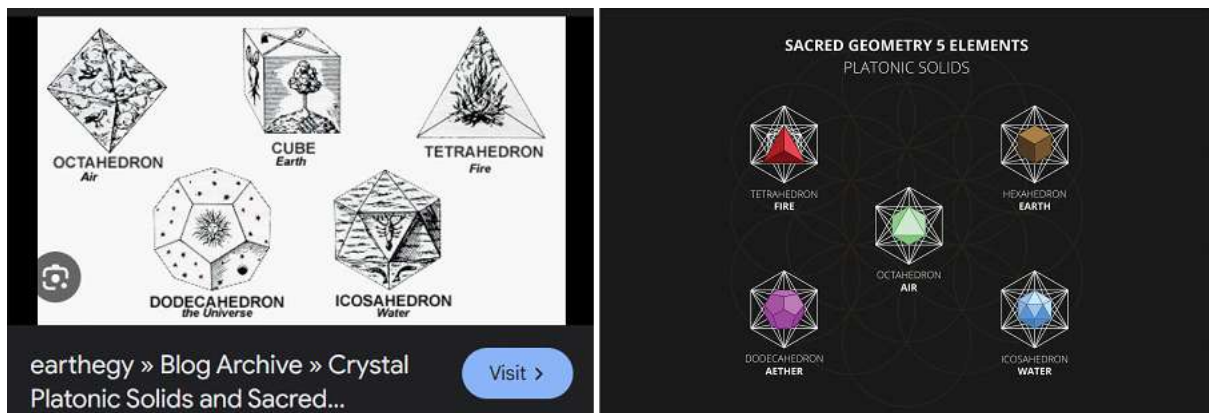 OCTAHEDRON
Air
CUBE
Earth
TETRAHEDRON
Fire
DODECAHEDRON
the Universe
ICOSAHEDRON
Water
earthegy » Blog Archive » Crystal
Platonic Solids and Sacred...
Visit >
SACRED GEOMETRY 5 ELEMENTS
PLATONIC SOLIDS
TETRAHEDRON
FIRE
HEXAHEDRON
EARTH
OCTAHEDRON
AIR
DODECAHEDRON
AETHER
ICOSAHEDRON
WATER